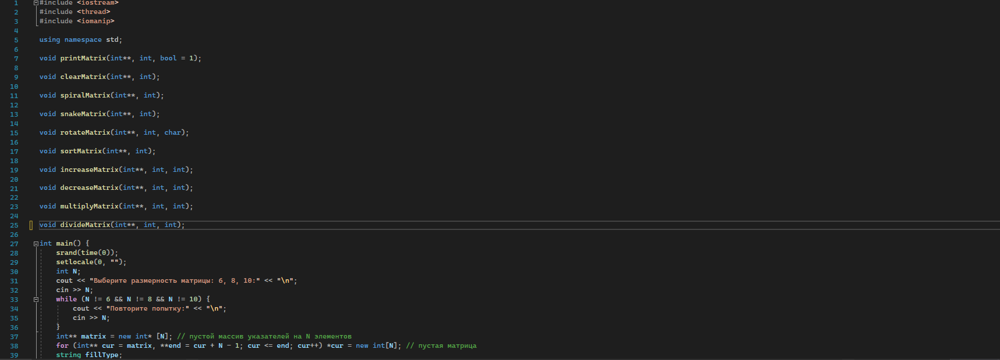 1 #include <iostream>
2 #include <thread>
3 #include <iomanip>
4
5 using namespace std;
6
7 void printMatrix(int**, int, bool = 1);
8
9 void clearMatrix(int**, int);
10
11 void spiralMatrix(int**, int);
12
13 void snakeMatrix(int**, int);
14
15 void rotateMatrix(int**, int, char);
16
17 void sortMatrix(int**, int);
18
19 void increaseMatrix(int**, int, int);
20
21 void decreaseMatrix(int**, int, int);
22
23 void multiplyMatrix(int**, int, int);
24
25 void divideMatrix(int**, int, int);
26
27 int main() {
28     srand(time(0));
29     setlocale(0, "");
30     int N;
31     cout << "Выберите размерность матрицы: 6, 8, 10:" << "\n";
32     cin >> N;
33     while (N != 6 && N != 8 && N != 10) {
34         cout << "Повторите попытку:" << "\n";
35         cin >> N;
36     }
37     int** matrix = new int* [N]; // пустой массив указателей на N элементов
38     for (int** cur = matrix, **end = cur + N - 1; cur <= end; cur++) *cur = new int[N]; // пустая матрица
39     string fillType;